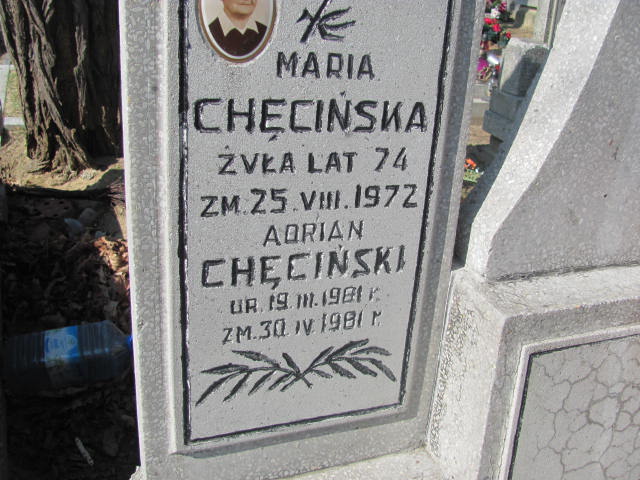 MARIA
CHĘCIŃSKA
ŻYŁA LAT 74
ZM. 25. VIII. 1972
ADRIAN
CHĘCIŃSKI
UR. 19. III. 1981 r.
ZM. 30. IV. 1981 r.